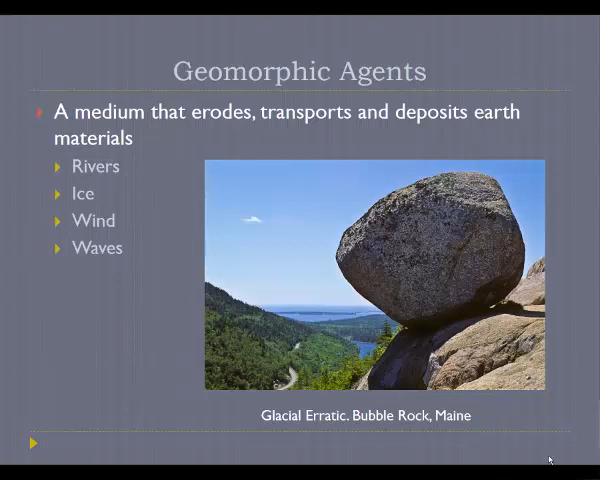 Geomorphic Agents
A medium that erodes, transports and deposits earth
materials
Rivers
Ice
Wind
Waves
Glacial Erratic. Bubble Rock, Maine